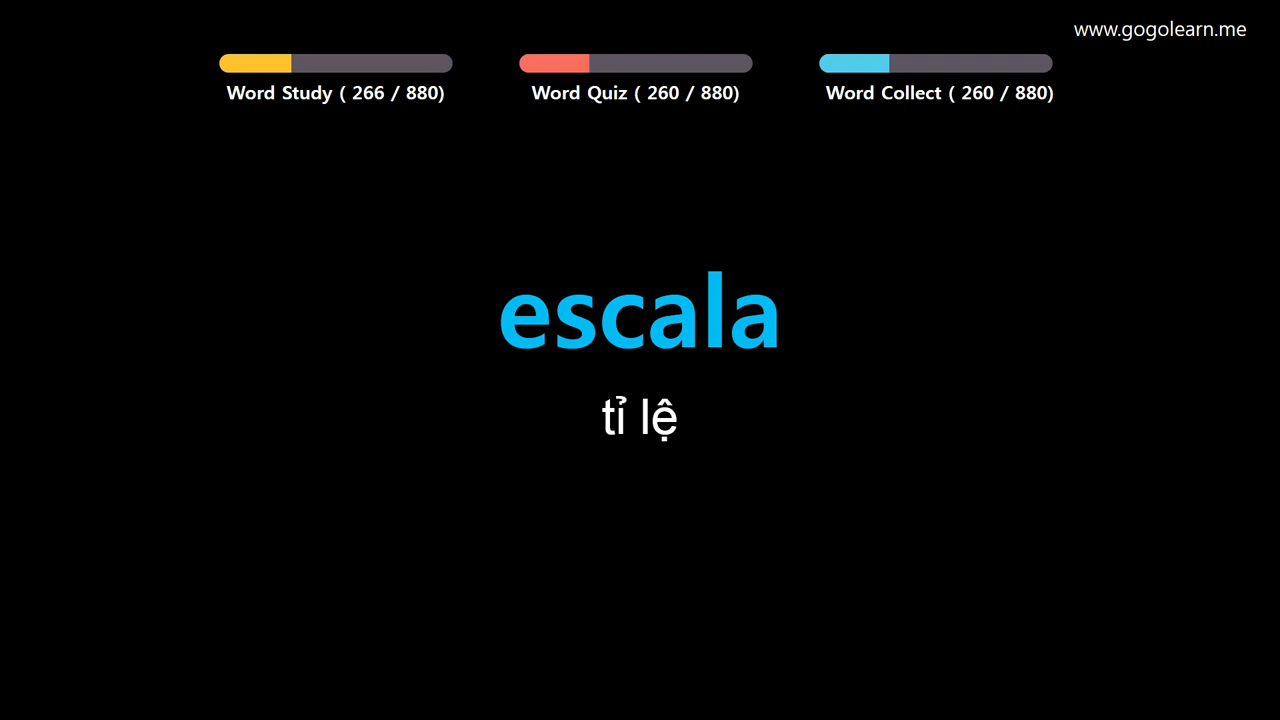 www.gogolearn.me
Word Study ( 266 / 880)
Word Quiz ( 260 / 880)
Word Collect ( 260 / 880)
escala
tỉ lệ